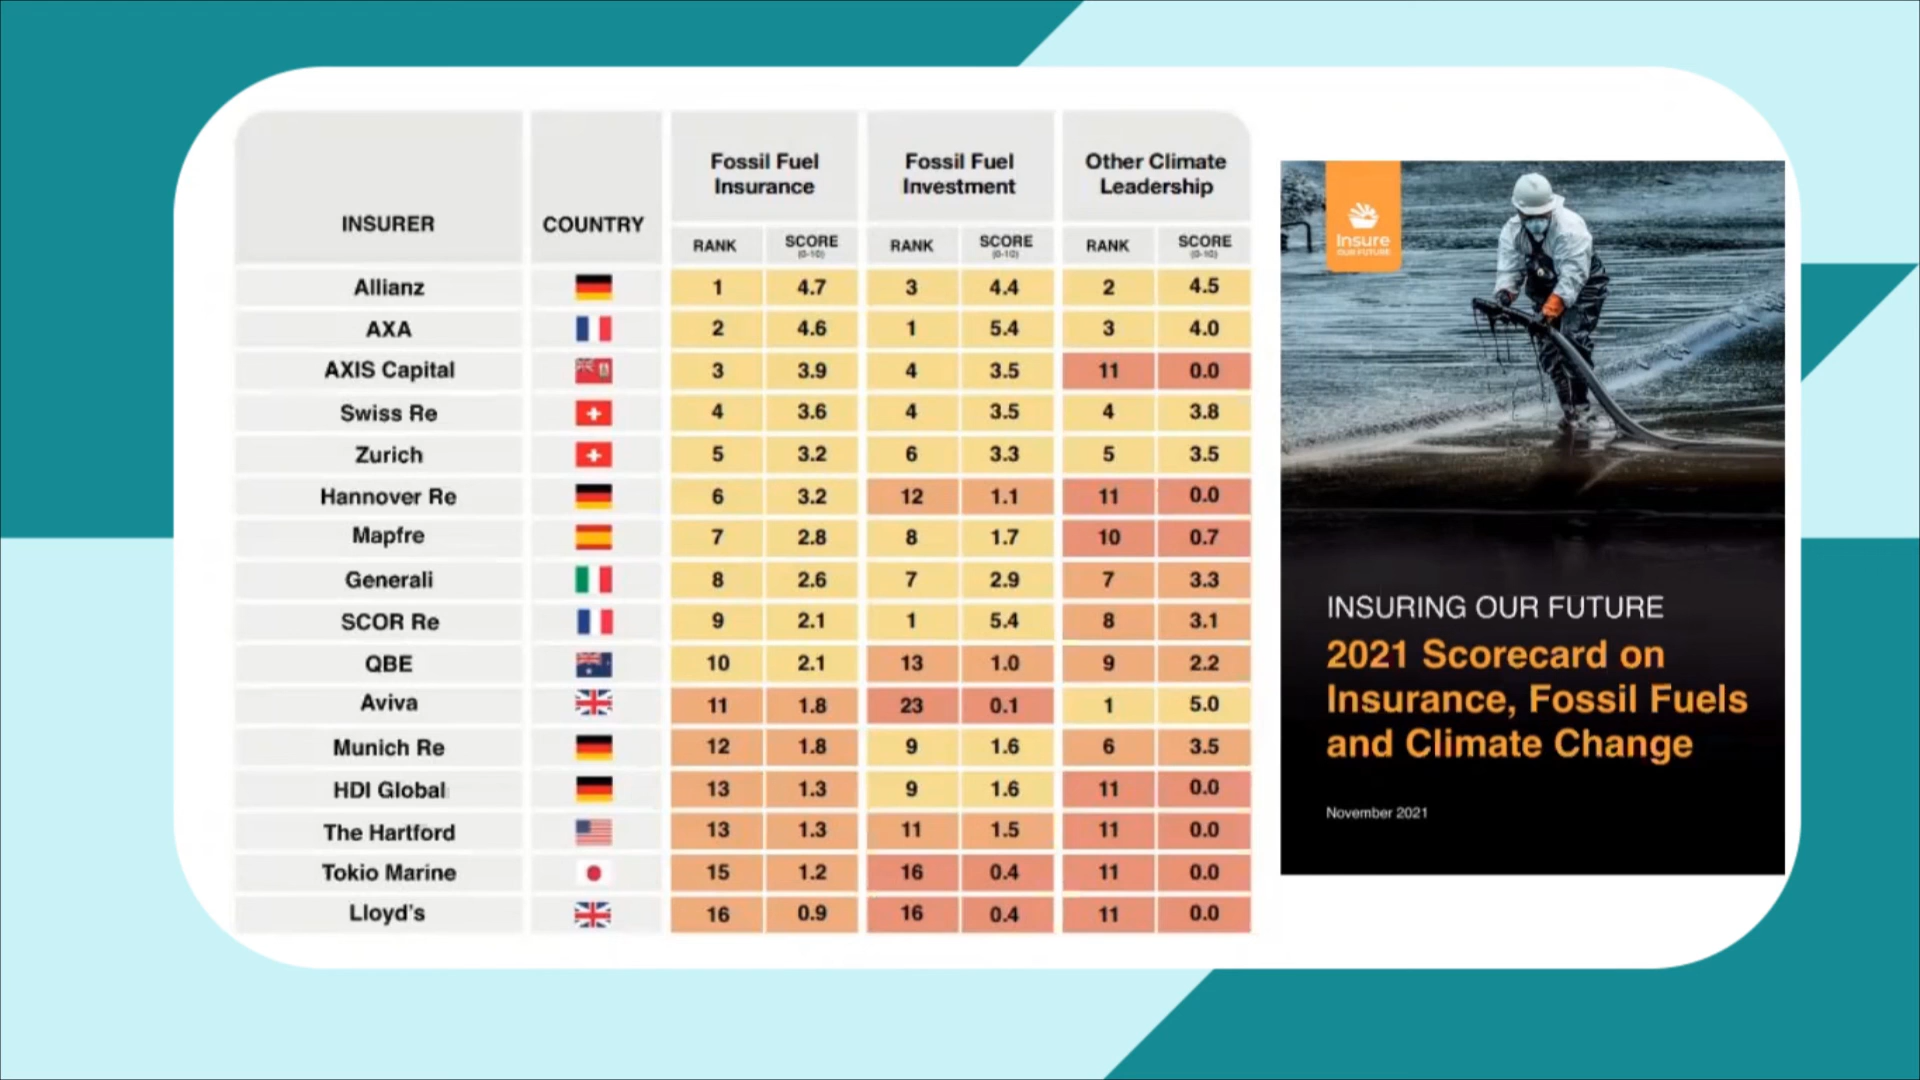 Fossil Fuel Insurance
Fossil Fuel Investment
Other Climate Leadership
INSURER COUNTRY RANK SCORE (0-10) RANK SCORE (0-10) RANK SCORE (0-10)
Allianz 1 4.7 3 4.4 2 4.5
AXA 2 4.6 1 5.4 3 4.0
AXIS Capital 3 3.9 4 3.5 11 0.0
Swiss Re 4 3.6 4 3.5 4 3.8
Zurich 5 3.2 6 3.3 5 3.5
Hannover Re 6 3.2 12 1.1 11 0.0
Mapfre 7 2.8 8 1.7 10 0.7
Generali 8 2.6 7 2.9 7 3.3
SCOR Re 9 2.1 1 5.4 8 3.1
QBE 10 2.1 13 1.0 9 2.2
Aviva 11 1.8 23 0.1 1 5.0
Munich Re 12 1.8 9 1.6 6 3.5
HDI Global 13 1.3 9 1.6 11 0.0
The Hartford 13 1.3 11 1.5 11 0.0
Tokio Marine 15 1.2 16 0.4 11 0.0
Lloyd's 16 0.9 16 0.4 11 0.0
Insure
OUR FUTURE
INSURING OUR FUTURE
2021 Scorecard on
Insurance, Fossil Fuels
and Climate Change
November 2021